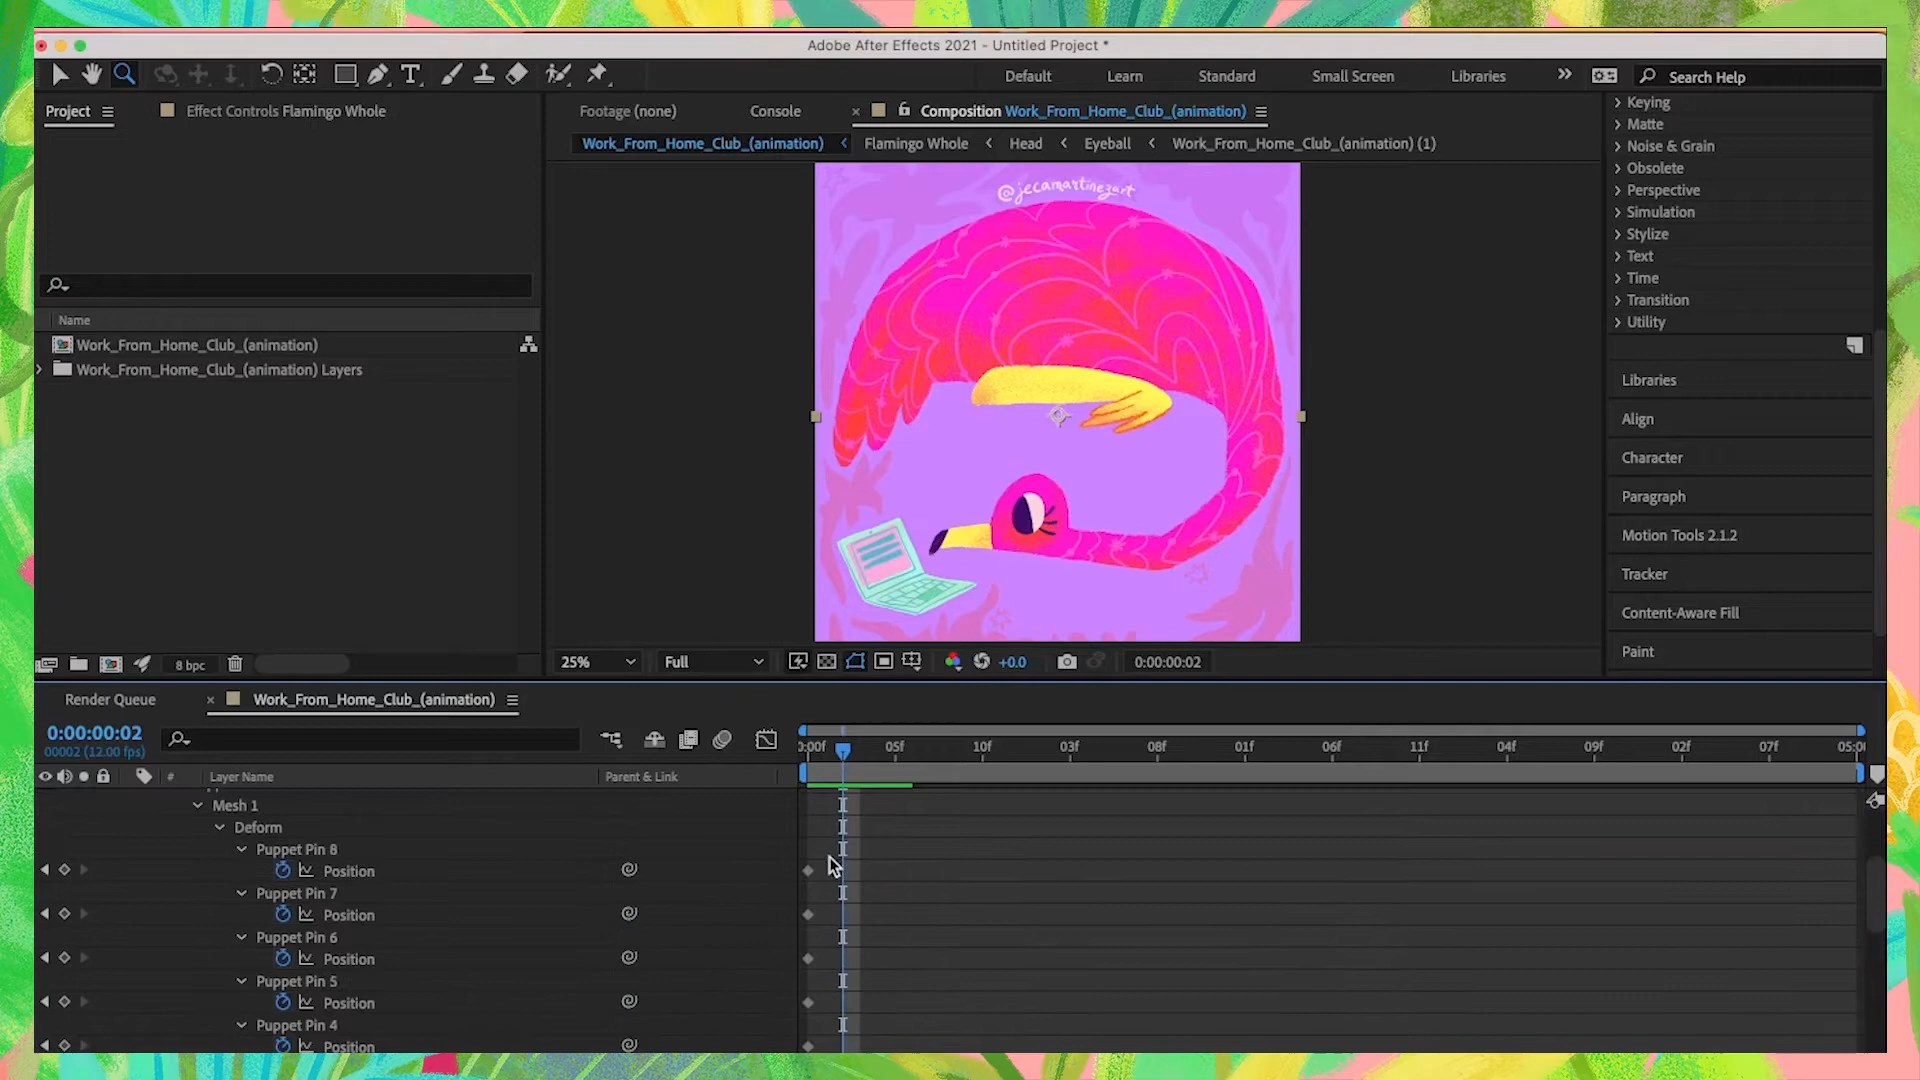 Adobe After Effects 2021 - Untitled Project *
T
Default
Learn
Standard
Small Screen
Libraries
Search Help
Project
Effect Controls Flamingo Whole
Footage (none)
Console
Composition Work_From_Home_Club_(animation)
Work_From_Home_Club_(animation)
Flamingo Whole
Head
Eyeball
Work_From_Home_Club_(animation) (1)
@jecamartinezart
Name
Work_From_Home_Club_(animation)
Work_From_Home_Club_(animation) Layers
Keying
Matte
Noise & Grain
Obsolete
Perspective
Simulation
Stylize
Text
Time
Transition
Utility
Libraries
Align
Character
Paragraph
Motion Tools 2.1.2
Tracker
Content-Aware Fill
Paint
8 bpc
25%
Full
+0.0
0:00:00:02
Render Queue
Work_From_Home_Club_(animation)
0:00:00:02
00002 (12.00 fps)
0:00f
05f
10f
03f
08f
01f
06f
11f
04f
09f
02f
07f
05:0
#
Layer Name
Parent & Link
Mesh 1
Deform
Puppet Pin 8
Position
Puppet Pin 7
Position
Puppet Pin 6
Position
Puppet Pin 5
Position
Puppet Pin 4
Position